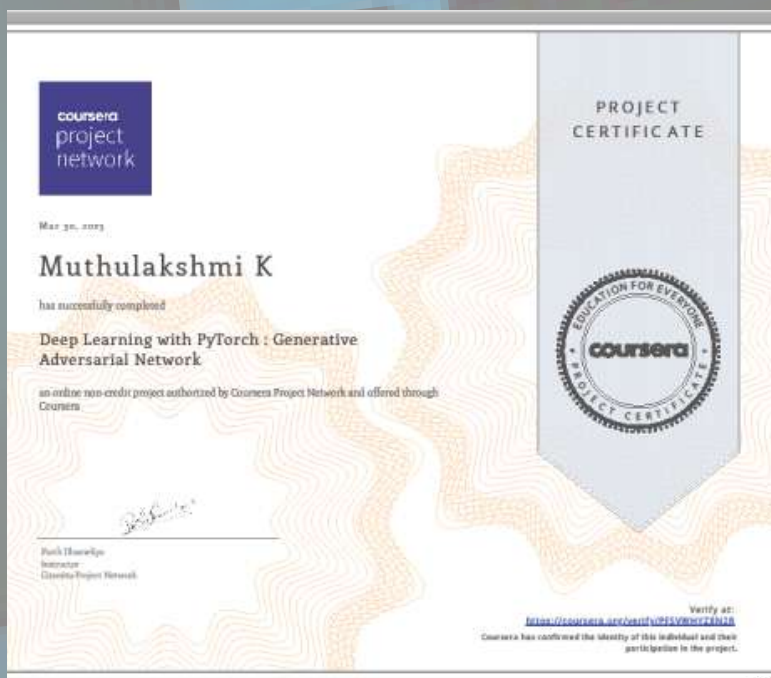 coursera
project
network
PROJECT
CERTIFICATE
Mar 30, 2023
Muthulakshmi K
has successfully completed
Deep Learning with PyTorch : Generative
Adversarial Network
an online non-credit project authorized by Coursera Project Network and offered through
Coursera
EDUCATION FOR EVERYONE
coursera
PROJECT CERTIFICATE
Instructor
Coursera Project Network
Verify at:
Coursera has confirmed the identity of this individual and their
participation in the project.